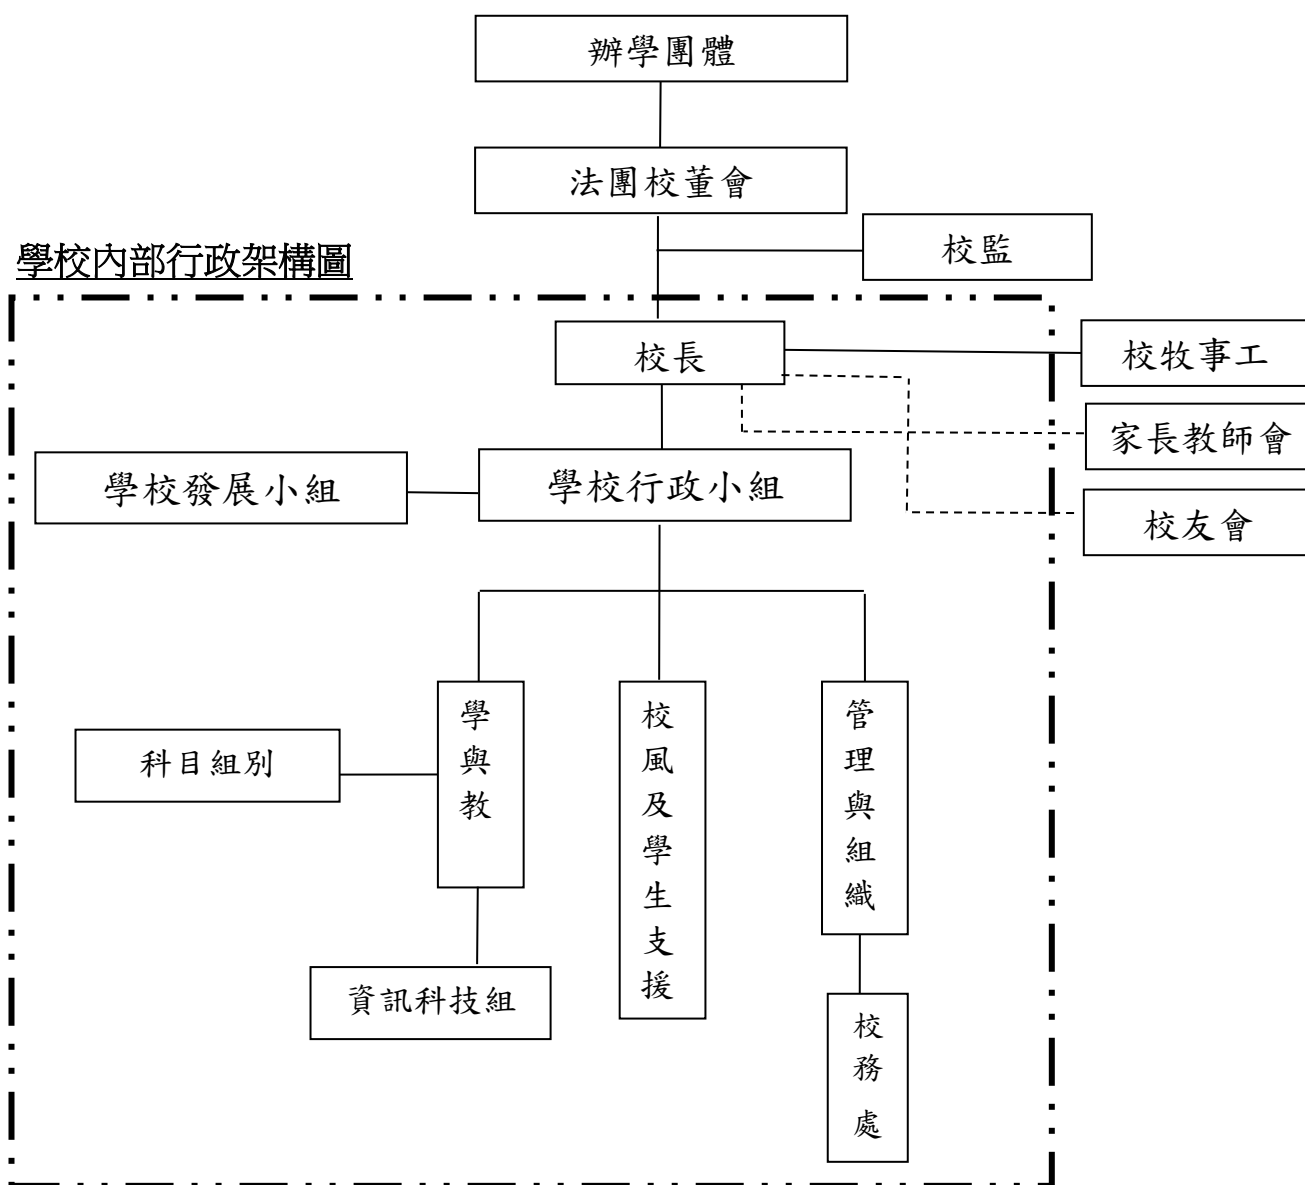 辦學團體
法團校董會
校監
學校內部行政架構圖
校長
校牧事工
家長教師會
校友會
學校發展小組
學校行政小組
科目組別
學與教
校風及學生支援
管理與組織
資訊科技組
校務處